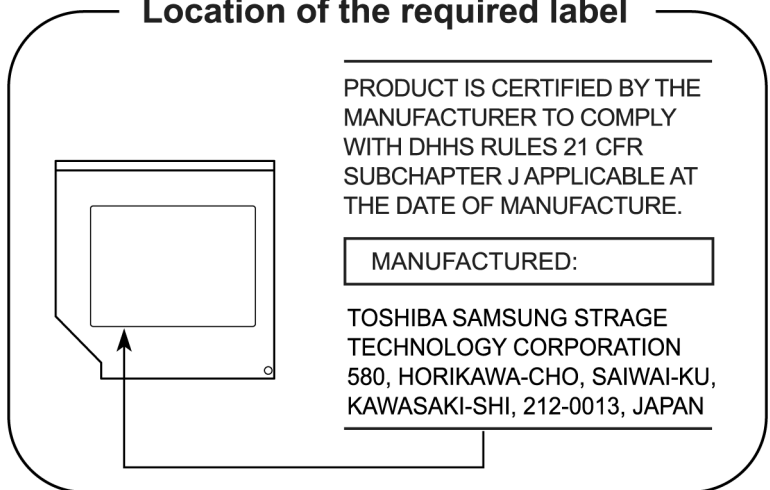 Location of the required label
PRODUCT IS CERTIFIED BY THE
MANUFACTURER TO COMPLY
WITH DHHS RULES 21 CFR
SUBCHAPTER J APPLICABLE AT
THE DATE OF MANUFACTURE.
MANUFACTURED:
TOSHIBA SAMSUNG STRAGE
TECHNOLOGY CORPORATION
580, HORIKAWA-CHO, SAIWAI-KU,
KAWASAKI-SHI, 212-0013, JAPAN